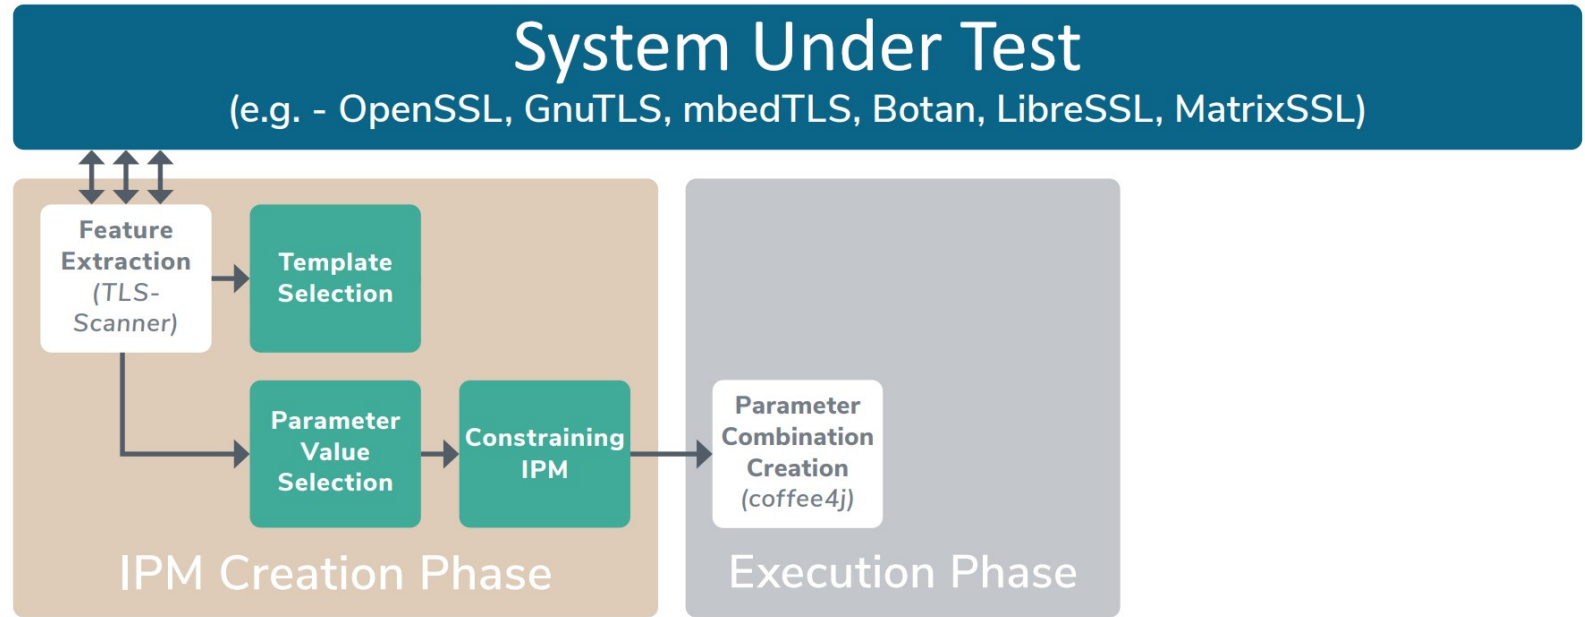 System Under Test
(e.g. - OpenSSL, GnuTLS, mbedTLS, Botan, LibreSSL, MatrixSSL)
Feature
Extraction
(TLS-
Scanner)
Template
Selection
Parameter
Value
Selection
Constraining
IPM
IPM Creation Phase
Parameter
Combination
Creation
(coffee4j)
Execution Phase